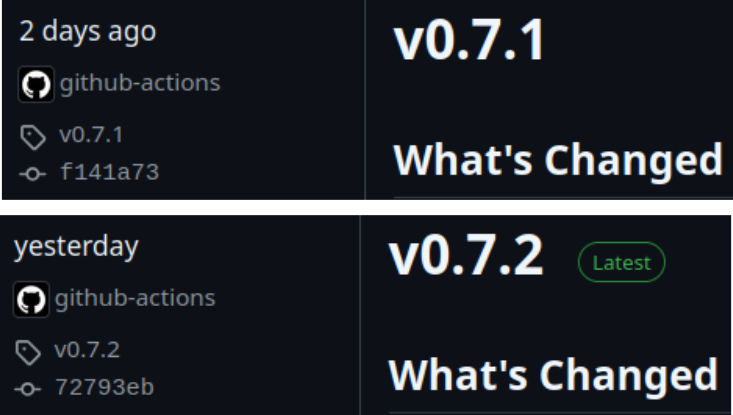 2 days ago
github-actions
v0.7.1
f141a73
v0.7.1
What's Changed
yesterday
github-actions
v0.7.2
72793eb
v0.7.2 Latest
What's Changed